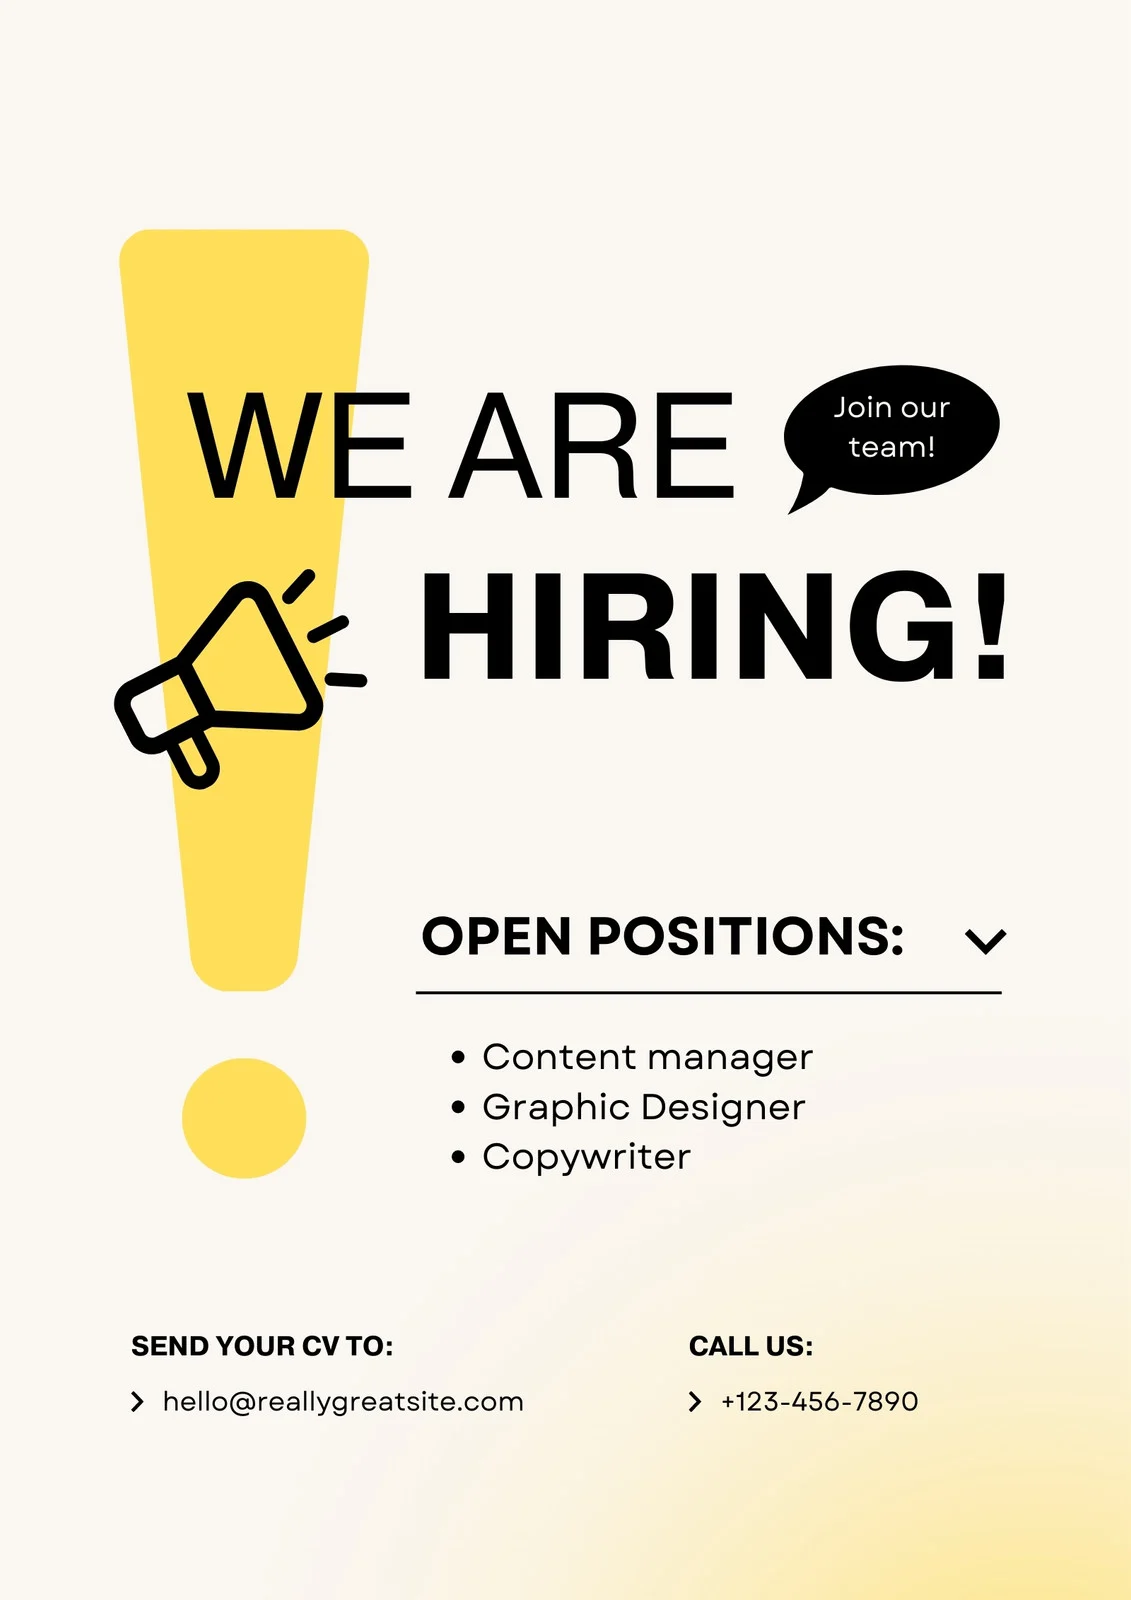 WE ARE
Join our
team!
HIRING!
OPEN POSITIONS:
• Content manager
• Graphic Designer
• Copywriter
SEND YOUR CV TO:
hello@reallygreatsite.com
CALL US:
+123-456-7890